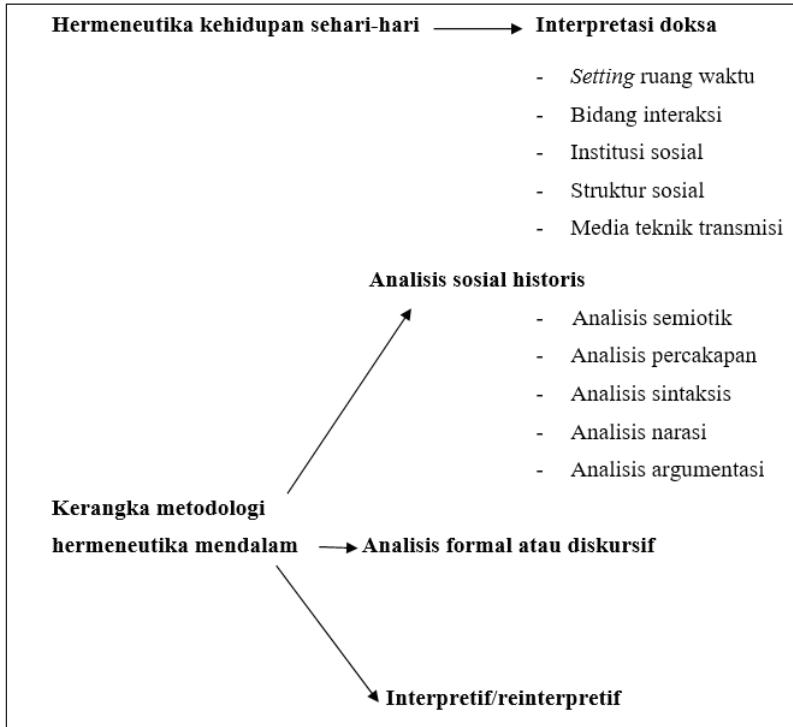 Hermeneutika kehidupan sehari-hari Interpretasi doksa
- Setting ruang waktu
- Bidang interaksi
- Institusi sosial
- Struktur sosial
- Media teknik transmisi
Analisis sosial historis
- Analisis semiotik
- Analisis percakapan
- Analisis sintaksis
- Analisis narasi
- Analisis argumentasi
Kerangka metodologi
hermeneutika mendalam Analisis formal atau diskursif
Interpretif/reinterpretif